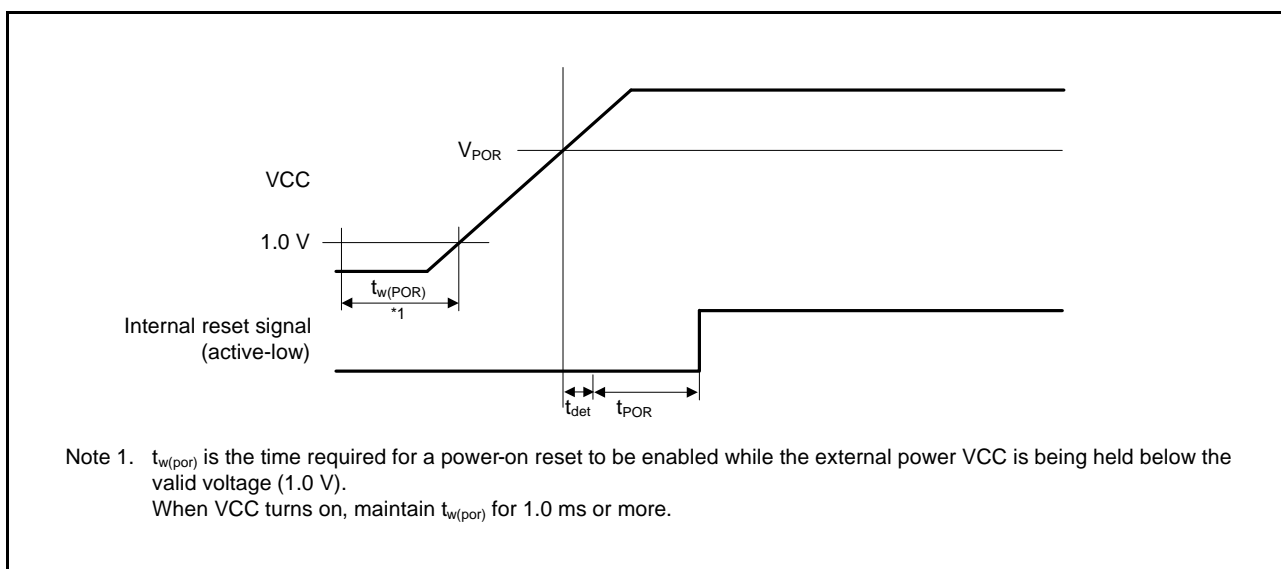 VPOR
VCC
1.0 V
tw(POR)
*1
Internal reset signal
(active-low)
tdet
tPOR
Note 1. tw(por) is the time required for a power-on reset to be enabled while the external power VCC is being held below the
valid voltage (1.0 V).
When VCC turns on, maintain tw(por) for 1.0 ms or more.